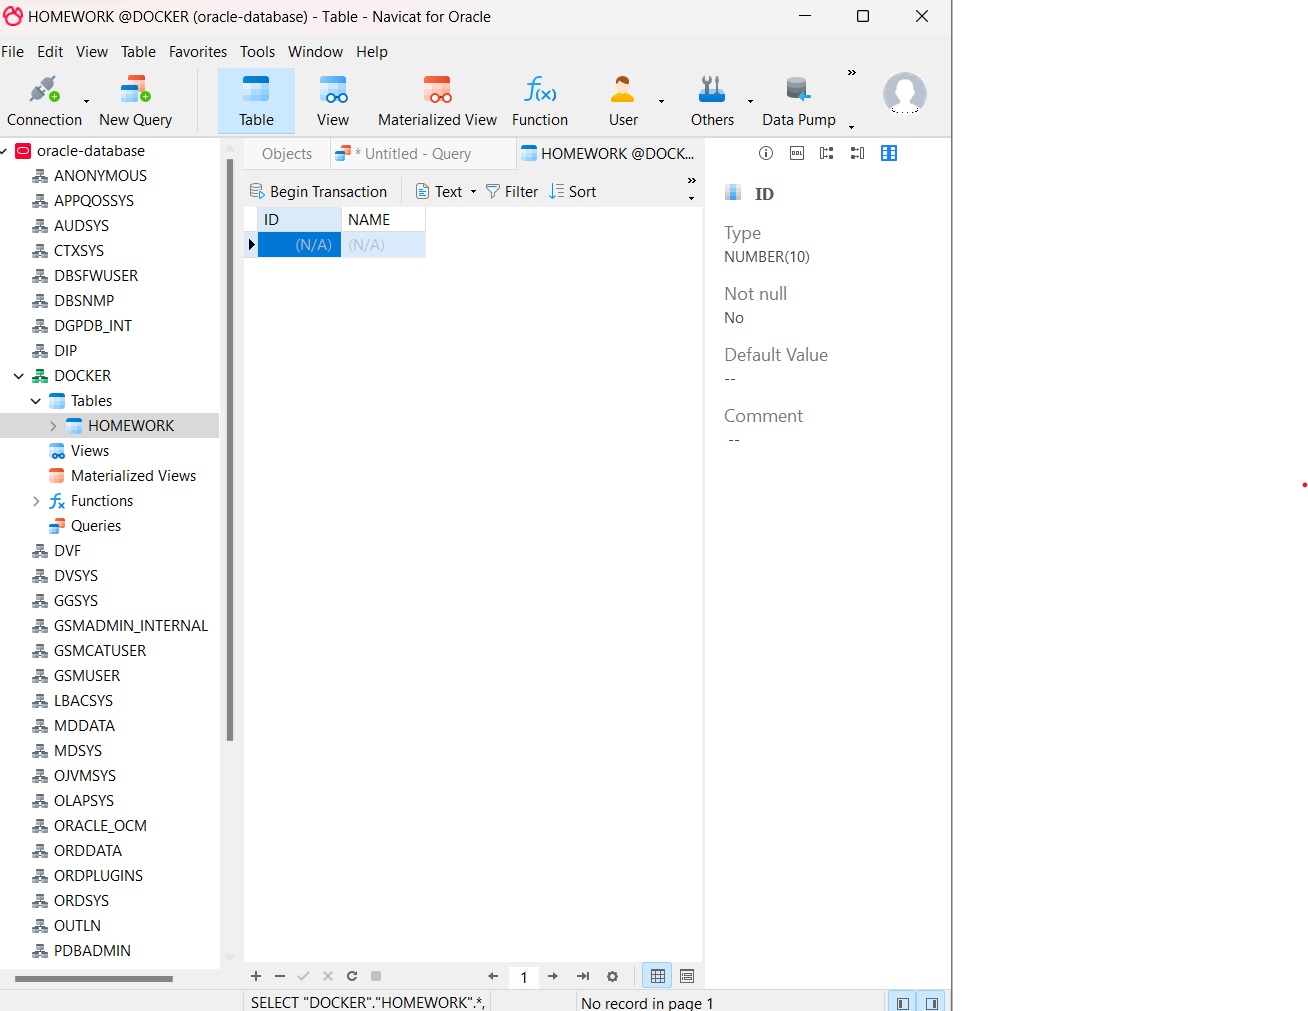 HOMEWORK @DOCKER (oracle-database) - Table - Navicat for Oracle
File Edit View Table Favorites Tools Window Help
Connection New Query Table View Materialized View Function User Others Data Pump
oracle-database
ANONYMOUS
APPQOSSYS
AUDSYS
CTXSYS
DBSFWUSER
DBSNMP
DGPDB_INT
DIP
DOCKER
Tables
HOMEWORK
Views
Materialized Views
Functions
Queries
DVF
DVSYS
GGSYS
GSMADMIN_INTERNAL
GSMCATUSER
GSMUSER
LBACSYS
MDDATA
MDSYS
OJVMSYS
OLAPSYS
ORACLE_OCM
ORDDATA
ORDPLUGINS
ORDSYS
OUTLN
PDBADMIN
Objects * Untitled - Query HOMEWORK @DOCK...
Begin Transaction Text Filter Sort
ID NAME
(N/A) (N/A)
1
SELECT "DOCKER"."HOMEWORK".*, No record in page 1
DDL
ID
Type
NUMBER(10)
Not null
No
Default Value
--
Comment
--